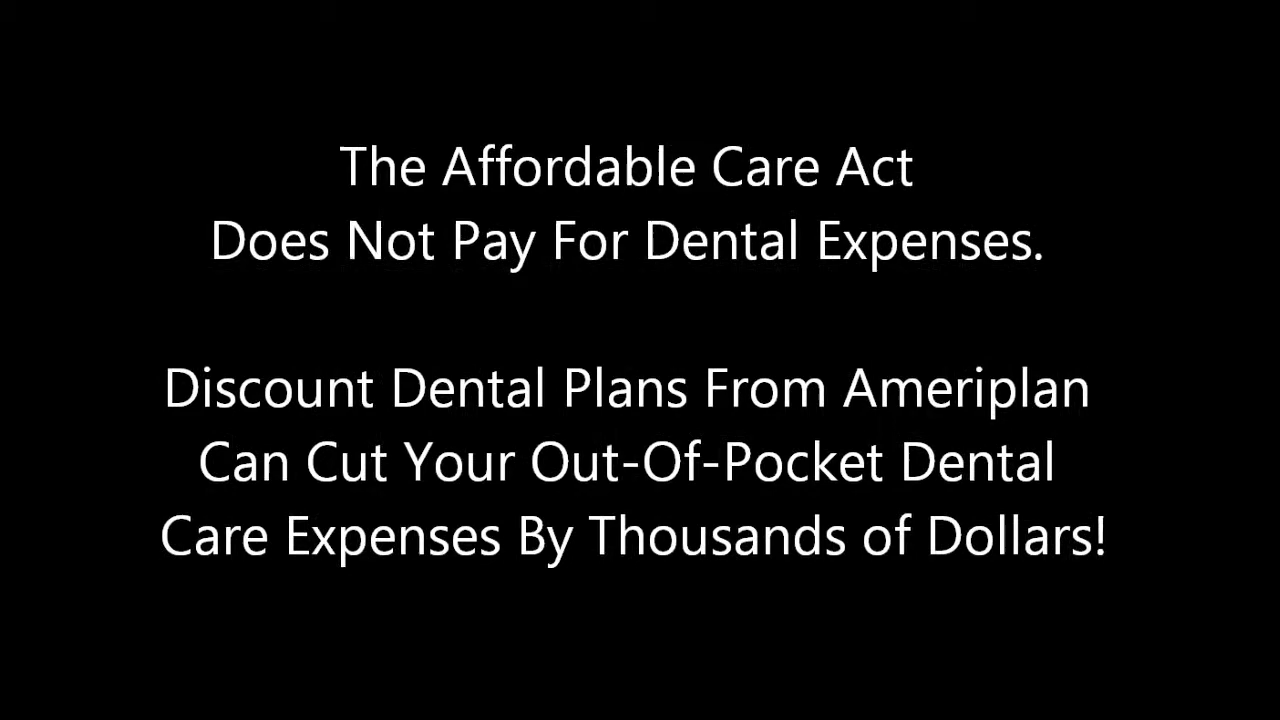 The Affordable Care Act
Does Not Pay For Dental Expenses.
Discount Dental Plans From Ameriplan
Can Cut Your Out-Of-Pocket Dental
Care Expenses By Thousands of Dollars!